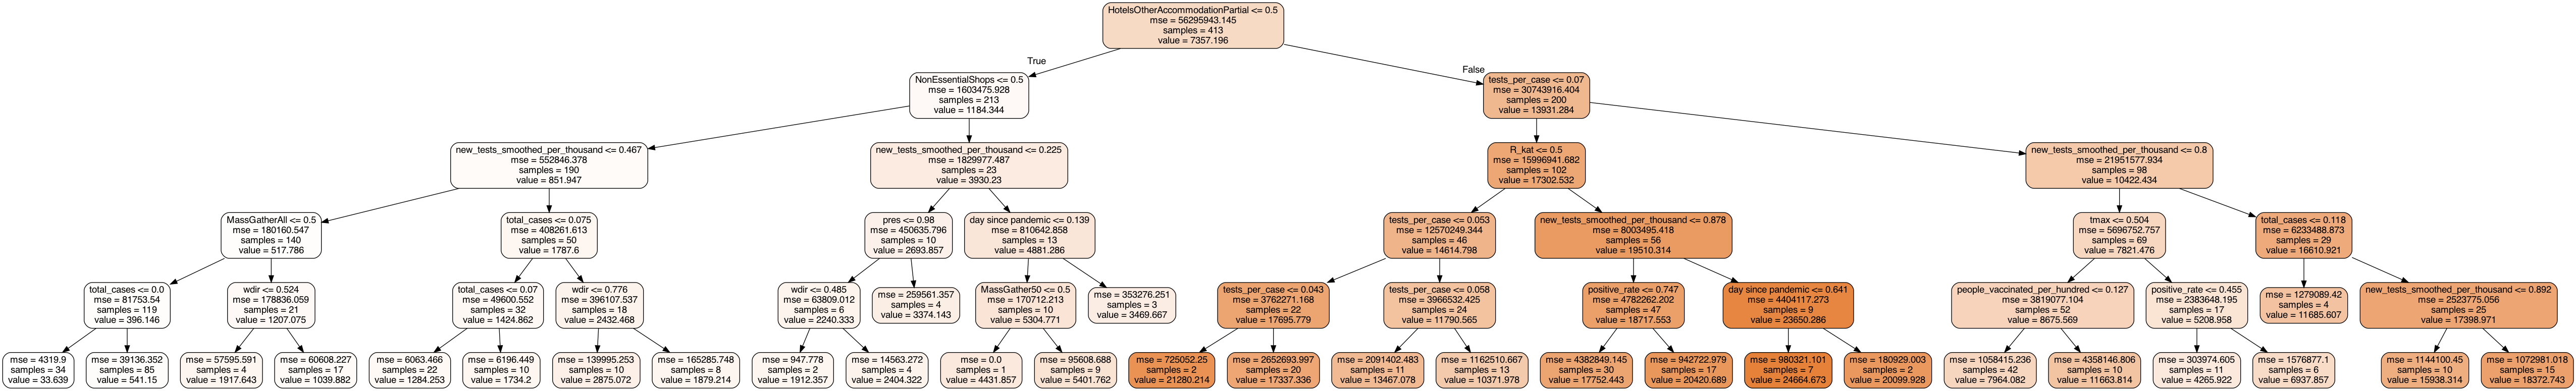 HotelsOtherAccommodationPartial <= 0.5
mse = 56295943.145
samples = 413
value = 7357.196
True
False
NonEssentialShops <= 0.5
mse = 1603475.928
samples = 213
value = 1184.344
tests_per_case <= 0.07
mse = 30743916.404
samples = 200
value = 13931.284
new_tests_smoothed_per_thousand <= 0.467
mse = 552846.378
samples = 190
value = 851.947
new_tests_smoothed_per_thousand <= 0.225
mse = 1829977.487
samples = 23
value = 3930.23
R_kat <= 0.5
mse = 15996941.682
samples = 102
value = 17302.532
new_tests_smoothed_per_thousand <= 0.8
mse = 21951577.934
samples = 98
value = 10422.434
MassGatherAll <= 0.5
mse = 180160.547
samples = 140
value = 517.786
total_cases <= 0.075
mse = 408261.613
samples = 50
value = 1787.6
pres <= 0.98
mse = 450635.796
samples = 10
value = 2693.857
day since pandemic <= 0.139
mse = 810642.858
samples = 13
value = 4881.286
tests_per_case <= 0.053
mse = 12570249.344
samples = 46
value = 14614.798
new_tests_smoothed_per_thousand <= 0.878
mse = 8003495.418
samples = 56
value = 19510.314
tmax <= 0.504
mse = 5696752.757
samples = 69
value = 7821.476
total_cases <= 0.118
mse = 6233488.873
samples = 29
value = 16610.921
total_cases <= 0.0
mse = 81753.54
samples = 119
value = 396.146
wdir <= 0.524
mse = 178836.059
samples = 21
value = 1207.075
total_cases <= 0.07
mse = 49600.552
samples = 32
value = 1424.862
wdir <= 0.776
mse = 396107.537
samples = 18
value = 2432.468
wdir <= 0.485
mse = 63809.012
samples = 6
value = 2240.333
mse = 259561.357
samples = 4
value = 3374.143
MassGather50 <= 0.5
mse = 170712.213
samples = 10
value = 5304.771
mse = 353276.251
samples = 3
value = 3469.667
tests_per_case <= 0.043
mse = 3762271.168
samples = 22
value = 17695.779
tests_per_case <= 0.058
mse = 3966532.425
samples = 24
value = 11790.565
positive_rate <= 0.747
mse = 4782262.202
samples = 47
value = 18717.553
day since pandemic <= 0.641
mse = 4404117.273
samples = 9
value = 23650.286
people_vaccinated_per_hundred <= 0.127
mse = 3819077.104
samples = 52
value = 8675.569
positive_rate <= 0.455
mse = 2383648.195
samples = 17
value = 5208.958
mse = 1279089.42
samples = 4
value = 11685.607
new_tests_smoothed_per_thousand <= 0.892
mse = 2523775.056
samples = 25
value = 17398.971
mse = 4319.9
samples = 34
value = 33.639
mse = 39136.352
samples = 85
value = 541.15
mse = 57595.591
samples = 4
value = 1917.643
mse = 60608.227
samples = 17
value = 1039.882
mse = 6063.466
samples = 22
value = 1284.253
mse = 6196.449
samples = 10
value = 1734.2
mse = 139995.253
samples = 10
value = 2875.072
mse = 165285.748
samples = 8
value = 1879.214
mse = 947.778
samples = 2
value = 1912.357
mse = 14563.272
samples = 4
value = 2404.322
mse = 0.0
samples = 1
value = 4431.857
mse = 95608.688
samples = 9
value = 5401.762
mse = 725052.25
samples = 2
value = 21280.214
mse = 2652693.997
samples = 20
value = 17337.336
mse = 2091402.483
samples = 11
value = 13467.078
mse = 1162510.667
samples = 13
value = 10371.978
mse = 4382849.145
samples = 30
value = 17752.443
mse = 942722.979
samples = 17
value = 20420.689
mse = 980321.101
samples = 7
value = 24664.673
mse = 180929.003
samples = 2
value = 20099.928
mse = 1058415.236
samples = 42
value = 7964.082
mse = 4358146.806
samples = 10
value = 11663.814
mse = 303974.605
samples = 11
value = 4265.922
mse = 1576877.1
samples = 6
value = 6937.857
mse = 1144100.45
samples = 10
value = 15938.314
mse = 1072981.018
samples = 15
value = 18372.742